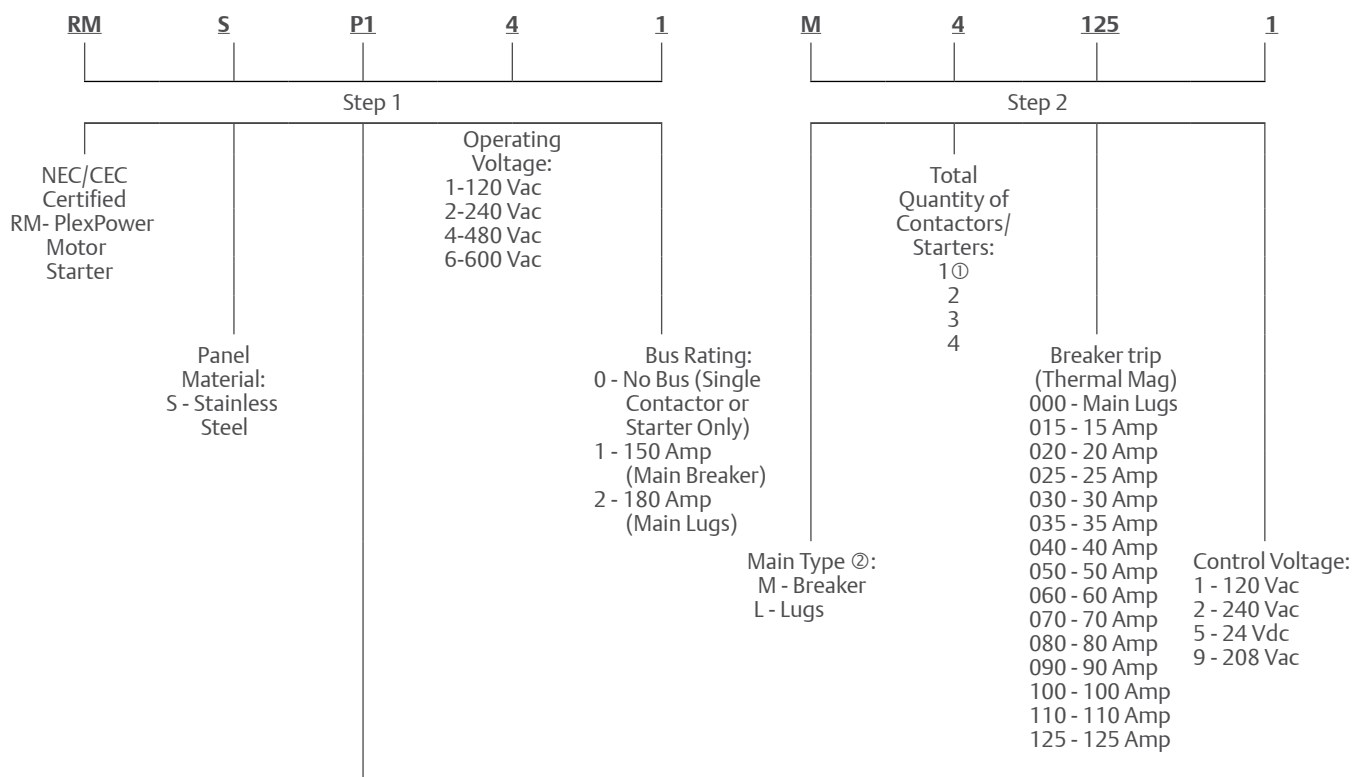 RM S P1 4 1 M 4 125 1
Step 1
Step 2
NEC/CEC
Certified
RM- PlexPower
Motor
Starter
Panel
Material:
S - Stainless
Steel
Operating
Voltage:
1-120 Vac
2-240 Vac
4-480 Vac
6-600 Vac
Bus Rating:
0 - No Bus (Single
Contactor or
Starter Only)
1 - 150 Amp
(Main Breaker)
2 - 180 Amp
(Main Lugs)
Main Type ②:
M - Breaker
L - Lugs
Total
Quantity of
Contactors/
Starters:
1①
2
3
4
Breaker trip
(Thermal Mag)
000 - Main Lugs
015 - 15 Amp
020 - 20 Amp
025 - 25 Amp
030 - 30 Amp
035 - 35 Amp
040 - 40 Amp
050 - 50 Amp
060 - 60 Amp
070 - 70 Amp
080 - 80 Amp
090 - 90 Amp
100 - 100 Amp
110 - 110 Amp
125 - 125 Amp
Control Voltage:
1 - 120 Vac
2 - 240 Vac
5 - 24 Vdc
9 - 208 Vac